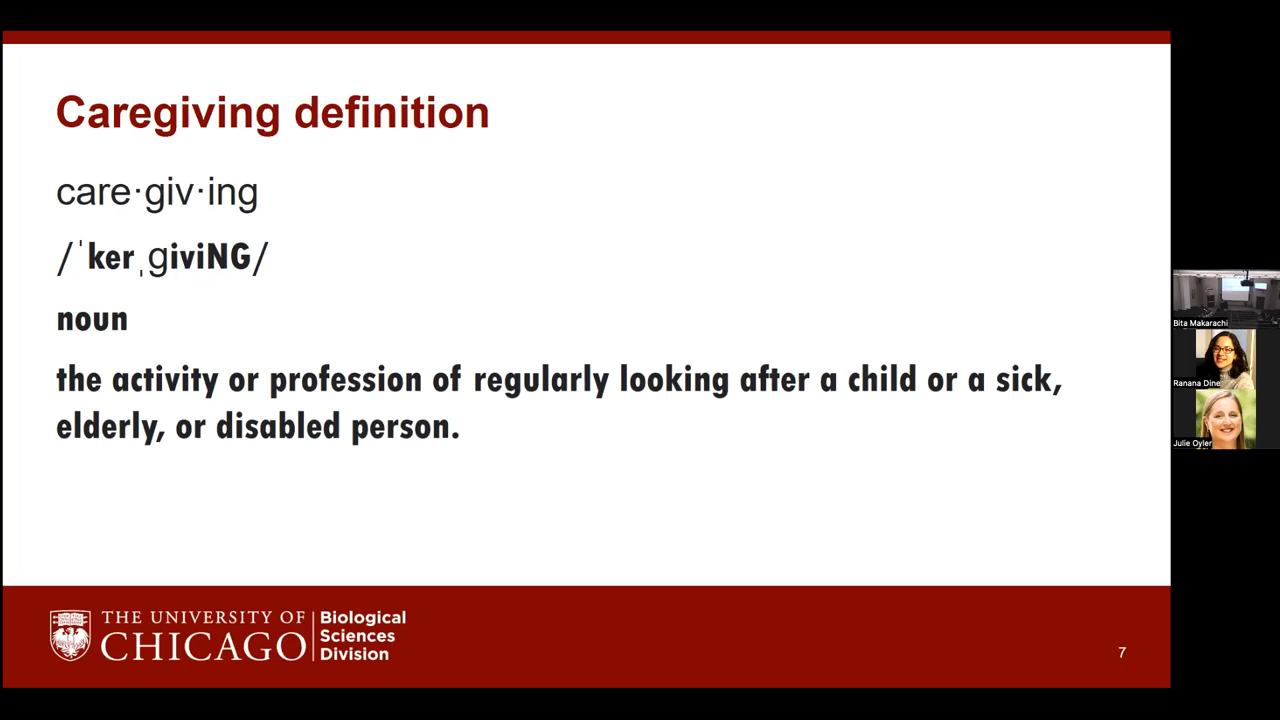 Caregiving definition
care·giv·ing
/ˈkerˌɡiviNG/
noun
the activity or profession of regularly looking after a child or a sick,
elderly, or disabled person.
Bita Makarachi
Ranana Dine
Julie Oyler
THE UNIVERSITY OF
CHICAGO
Biological
Sciences
Division
7